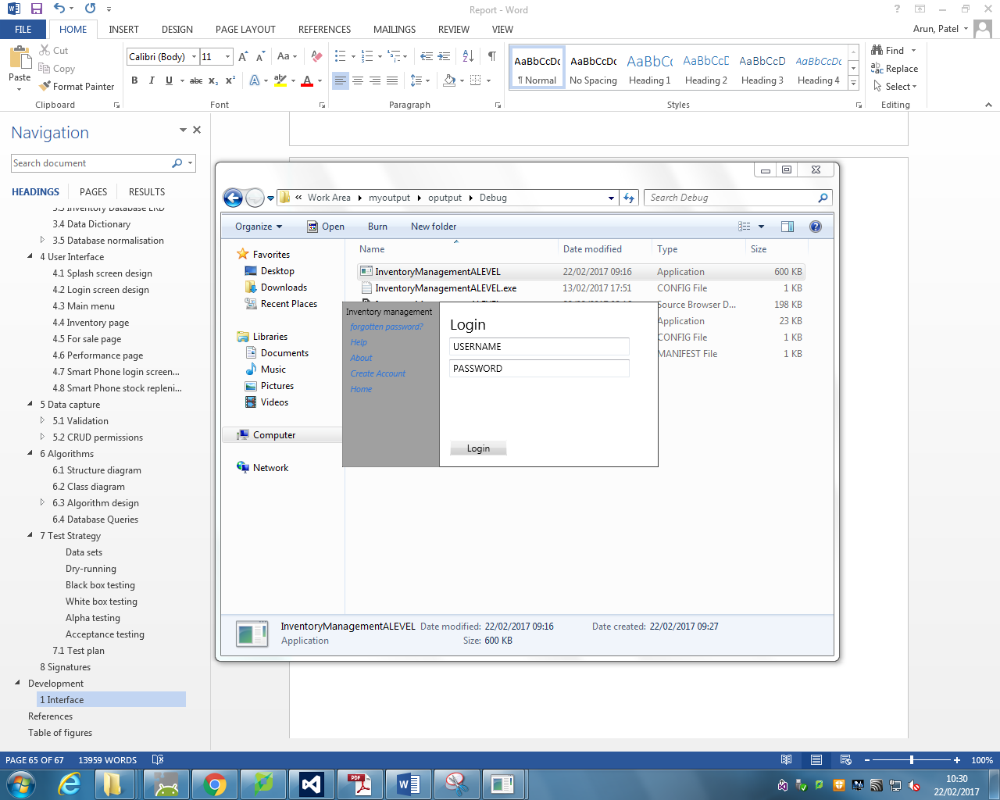 Report - Word
FILE HOME INSERT DESIGN PAGE LAYOUT REFERENCES MAILINGS REVIEW VIEW
Arun, Patel
Paste
Cut
Copy
Format Painter
Clipboard
Calibri (Body) 11
Font
Paragraph
AaBbCcDc AaBbCcDc AaBbCc AaBbCcD AaBbCcD AaBbCcDc
¶ Normal No Spacing Heading 1 Heading 2 Heading 3 Heading 4
Styles
Find
Replace
Select
Editing
Navigation
Search document
HEADINGS PAGES RESULTS
3.3 Inventory Database ERD
3.4 Data Dictionary
3.5 Database normalisation
4 User Interface
4.1 Splash screen design
4.2 Login screen design
4.3 Main menu
4.4 Inventory page
4.5 For sale page
4.6 Performance page
4.7 Smart Phone login screen...
4.8 Smart Phone stock repleni...
5 Data capture
5.1 Validation
5.2 CRUD permissions
6 Algorithms
6.1 Structure diagram
6.2 Class diagram
6.3 Algorithm design
6.4 Database Queries
7 Test Strategy
Data sets
Dry-running
Black box testing
White box testing
Alpha testing
Acceptance testing
7.1 Test plan
8 Signatures
Development
1 Interface
References
Table of figures
« Work Area myoutput oputput Debug
Search Debug
Organize Open Burn New folder
Favorites
Desktop
Downloads
Recent Places
Libraries
Documents
Music
Pictures
Videos
Computer
Network
Name Date modified Type Size
InventoryManagementALEVEL 22/02/2017 09:16 Application 600 KB
InventoryManagementALEVEL.exe 13/02/2017 17:51 CONFIG File 1 KB
Source Browser D... 198 KB
Application 23 KB
CONFIG File 1 KB
MANIFEST File 1 KB
Inventory management
forgotten password?
Help
About
Create Account
Home
Login
USERNAME
PASSWORD
Login
InventoryManagementALEVEL Date modified: 22/02/2017 09:16 Date created: 22/02/2017 09:27
Application Size: 600 KB
PAGE 65 OF 67 13959 WORDS
100%
10:30
22/02/2017